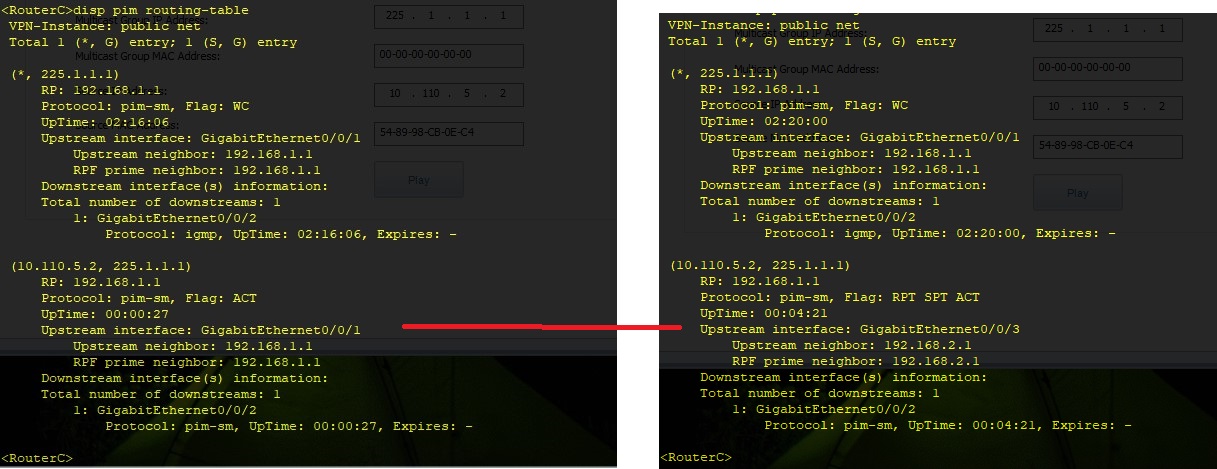 <RouterC>disp pim routing-table
VPN-Instance: public net
Total 1 (*, G) entry; 1 (S, G) entry
(*, 225.1.1.1)
RP: 192.168.1.1
Protocol: pim-sm, Flag: WC
UpTime: 02:16:06
Upstream interface: GigabitEthernet0/0/1
Upstream neighbor: 192.168.1.1
RPF prime neighbor: 192.168.1.1
Downstream interface(s) information:
Total number of downstreams: 1
1: GigabitEthernet0/0/2
Protocol: igmp, UpTime: 02:16:06, Expires: -
(10.110.5.2, 225.1.1.1)
RP: 192.168.1.1
Protocol: pim-sm, Flag: ACT
UpTime: 00:00:27
Upstream interface: GigabitEthernet0/0/1
Upstream neighbor: 192.168.1.1
RPF prime neighbor: 192.168.1.1
Downstream interface(s) information:
Total number of downstreams: 1
1: GigabitEthernet0/0/2
Protocol: pim-sm, UpTime: 00:00:27, Expires: -
<RouterC>
Multicast Group IP Address:
225 . 1 . 1 . 1
Multicast Group MAC Address:
00-00-00-00-00-00
10 . 110 . 5 . 2
MAC Address:
54-89-98-CB-0E-C4
Play
VPN-Instance: public net
Total 1 (*, G) entry; 1 (S, G) entry
(*, 225.1.1.1)
RP: 192.168.1.1
Protocol: pim-sm, Flag: WC
UpTime: 02:20:00
Upstream interface: GigabitEthernet0/0/1
Upstream neighbor: 192.168.1.1
RPF prime neighbor: 192.168.1.1
Downstream interface(s) information:
Total number of downstreams: 1
1: GigabitEthernet0/0/2
Protocol: igmp, UpTime: 02:20:00, Expires: -
(10.110.5.2, 225.1.1.1)
RP: 192.168.1.1
Protocol: pim-sm, Flag: RPT SPT ACT
UpTime: 00:04:21
Upstream interface: GigabitEthernet0/0/3
Upstream neighbor: 192.168.2.1
RPF prime neighbor: 192.168.2.1
Downstream interface(s) information:
Total number of downstreams: 1
1: GigabitEthernet0/0/2
Protocol: pim-sm, UpTime: 00:04:21, Expires: -
<RouterC>
Multicast Group IP Address:
225 . 1 . 1 . 1
Multicast Group MAC Address:
00-00-00-00-00-00
10 . 110 . 5 . 2
MAC Address:
54-89-98-CB-0E-C4
Play